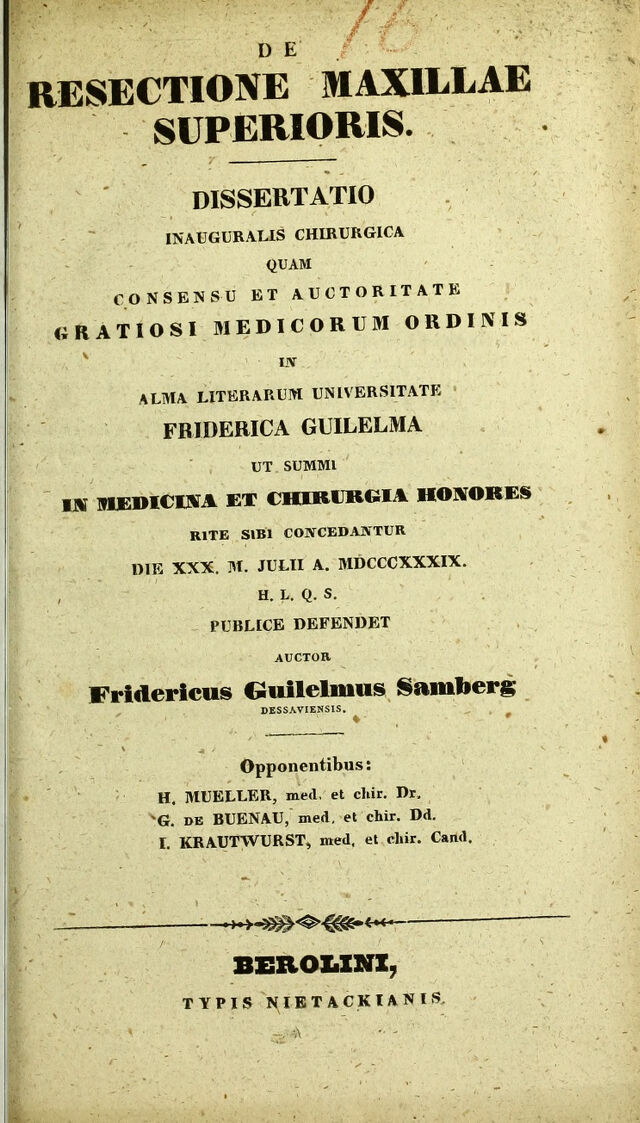 16
DE
RESECTIONE MAXILLAE
SUPERIORIS.
DISSERTATIO
INAUGURALIS CHIRURGICA
QUAM
CONSENSU ET AUCTORITATE
GRATIOSI MEDICORUM ORDINIS
IN
ALMA LITERARUM UNIVERSITATE
FRIDERICA GUILELMA
UT SUMMI
IN MEDICINA ET CHIRURGIA HONORES
RITE SIBI CONCEDANTUR
DIE XXX. M. JULII A. MDCCCXXXIX.
H. L. Q. S.
PUBLICE DEFENDET
AUCTOR
Fridericus Guilelmus Samberg
DESSAVIENSIS.
Opponentibus:
H. MUELLER, med. et chir. Dr.
G. DE BUENAU, med. et chir. Dd.
I. KRAUTWURST, med. et chir. Cand.
BEROLINI,
TYPIS NIETACKIANIS.